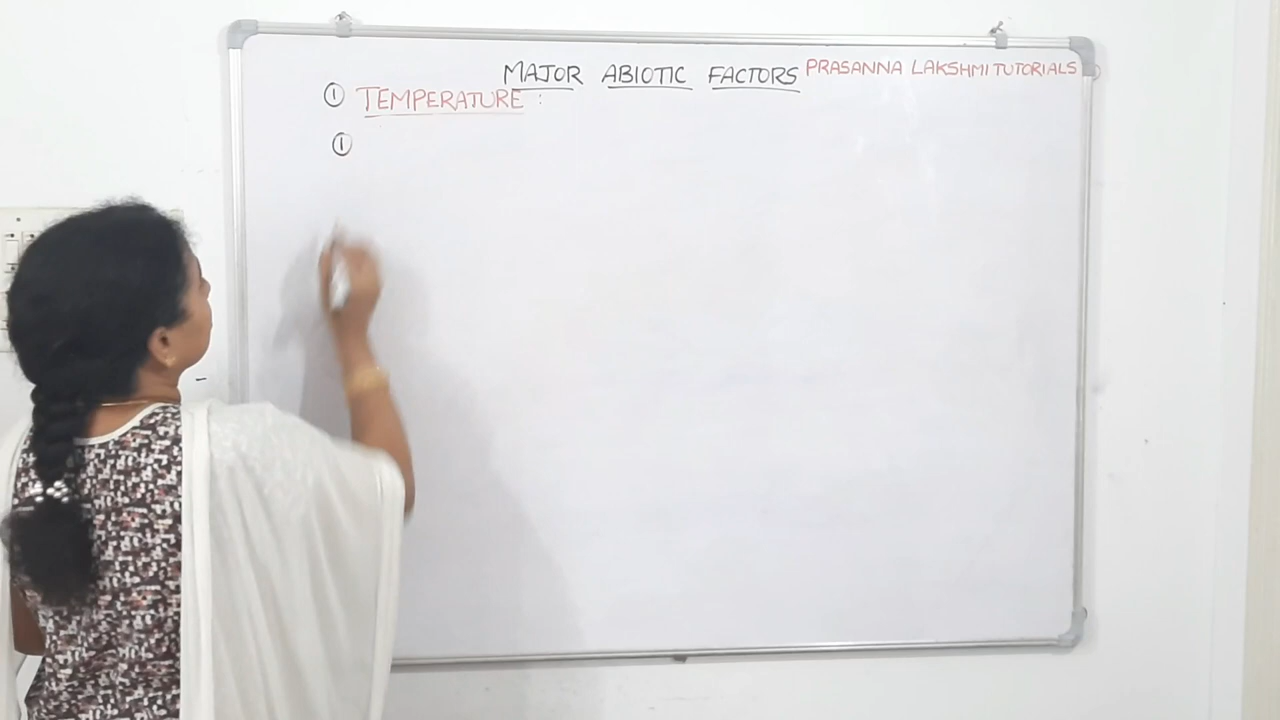 MAJOR ABIOTIC FACTORS PRASANNA LAKSHMI TUTORIALS
① TEMPERATURE :
①